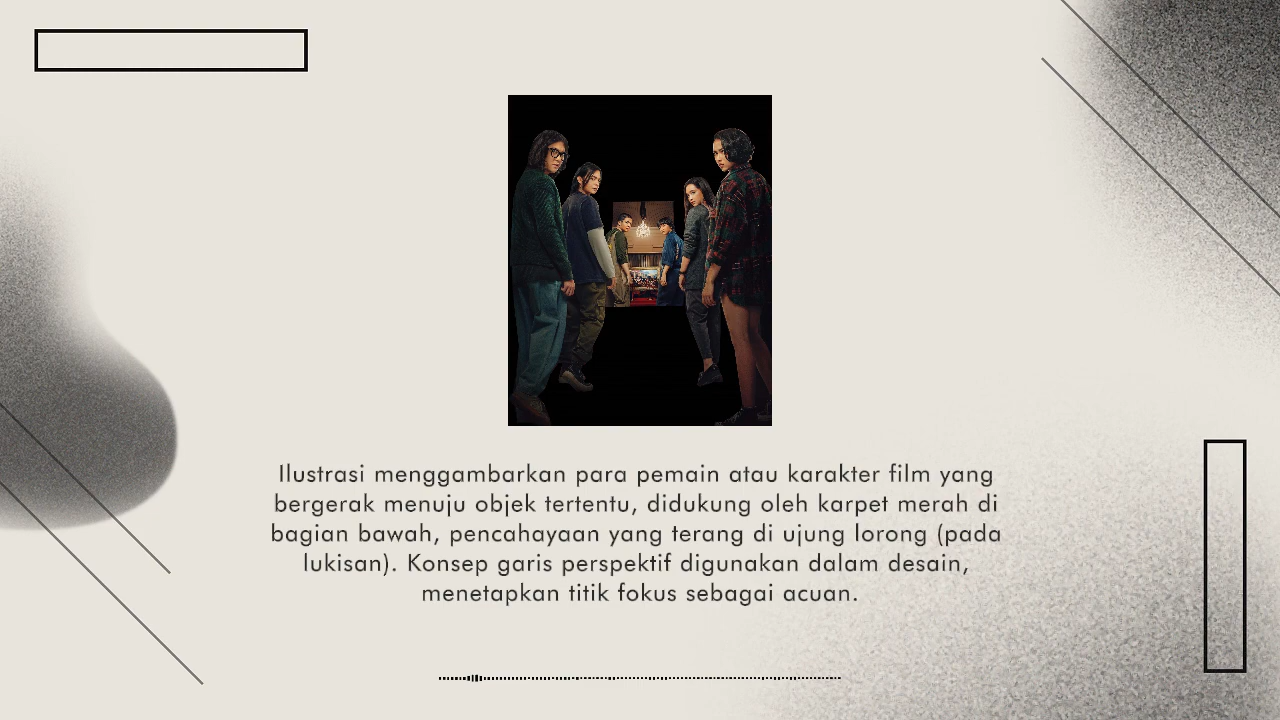 Ilustrasi menggambarkan para pemain atau karakter film yang
bergerak menuju objek tertentu, didukung oleh karpet merah di
bagian bawah, pencahayaan yang terang di ujung lorong (pada
lukisan). Konsep garis perspektif digunakan dalam desain,
menetapkan titik fokus sebagai acuan.